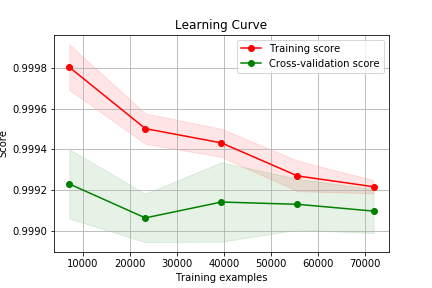 Learning Curve
Training score
Cross-validation score
0.9998
0.9996
0.9994
0.9992
0.9990
Score
10000 20000 30000 40000 50000 60000 70000
Training examples